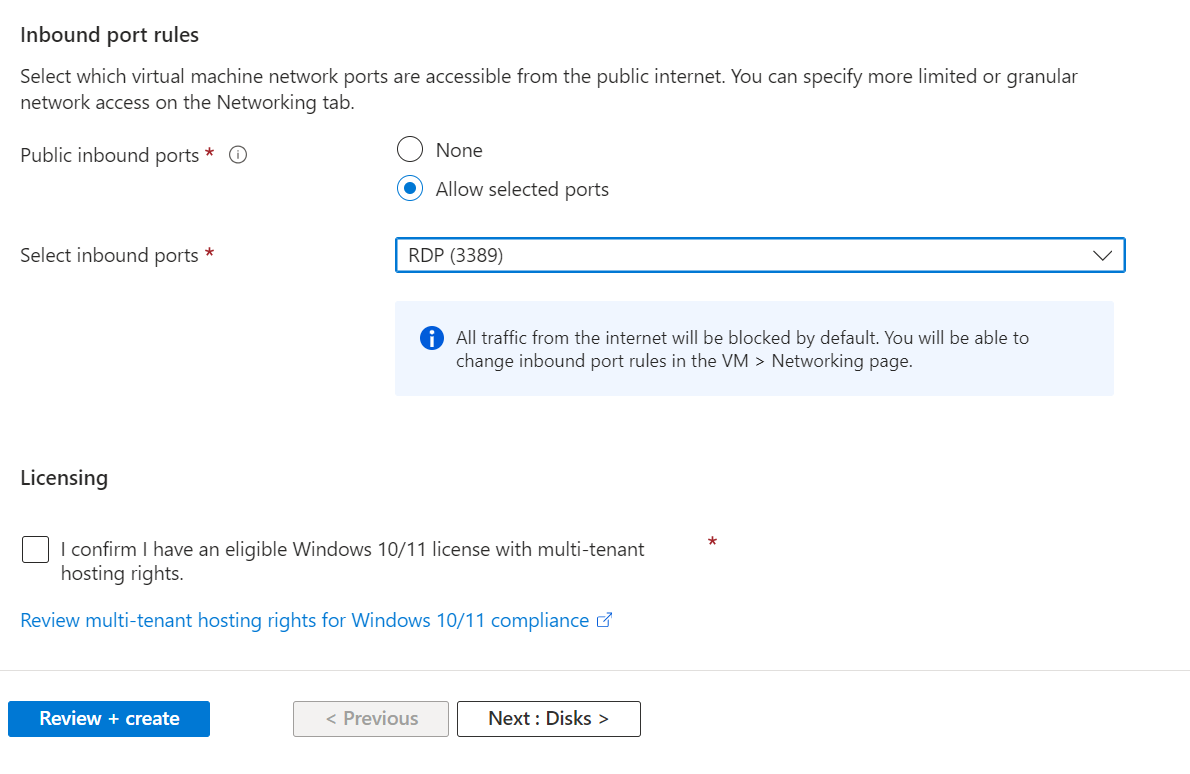 Inbound port rules
Select which virtual machine network ports are accessible from the public internet. You can specify more limited or granular
network access on the Networking tab.
Public inbound ports *
None
Allow selected ports
Select inbound ports *
RDP (3389)
All traffic from the internet will be blocked by default. You will be able to
change inbound port rules in the VM > Networking page.
Licensing
I confirm I have an eligible Windows 10/11 license with multi-tenant *
hosting rights.
Review multi-tenant hosting rights for Windows 10/11 compliance
Review + create
< Previous
Next : Disks >